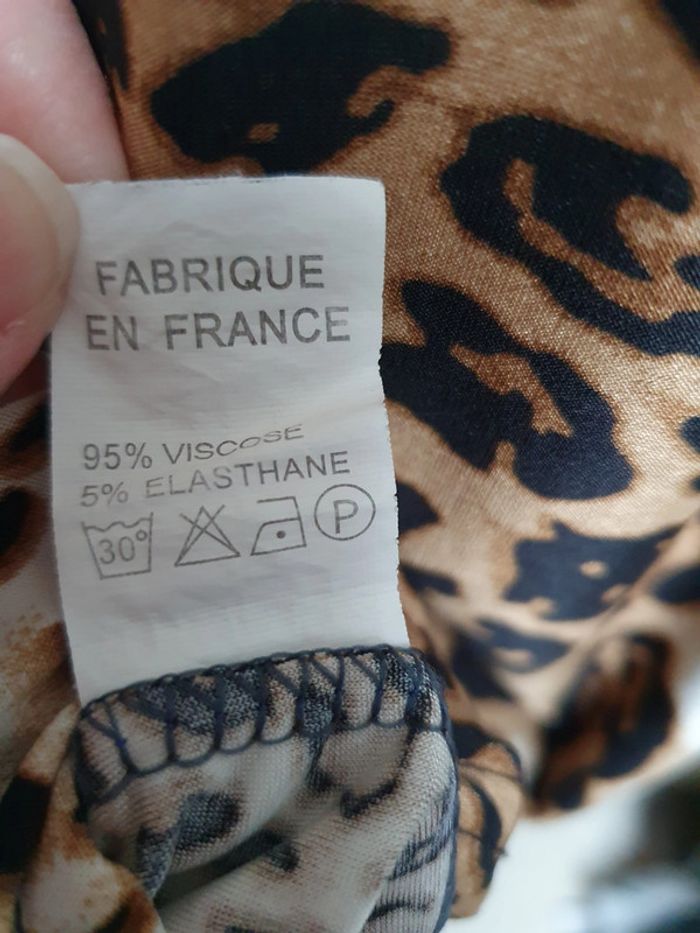 FABRIQUE
EN FRANCE
95% VISCOSE
5% ELASTHANE
30° P